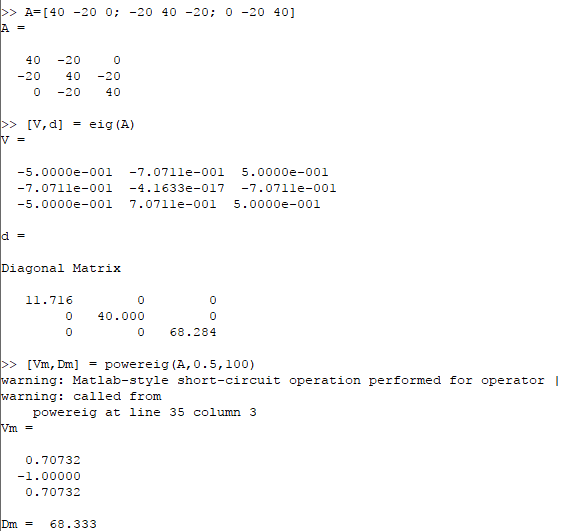 >> A=[40 -20 0; -20 40 -20; 0 -20 40]
A =
40 -20 0
-20 40 -20
0 -20 40
>> [V,d] = eig(A)
V =
-5.0000e-001 -7.0711e-001 5.0000e-001
-7.0711e-001 -4.1633e-017 -7.0711e-001
-5.0000e-001 7.0711e-001 5.0000e-001
d =
Diagonal Matrix
11.716 0 0
0 40.000 0
0 0 68.284
>> [Vm,Dm] = powereig(A,0.5,100)
warning: Matlab-style short-circuit operation performed for operator |
warning: called from
powereig at line 35 column 3
Vm =
0.70732
-1.00000
0.70732
Dm = 68.333